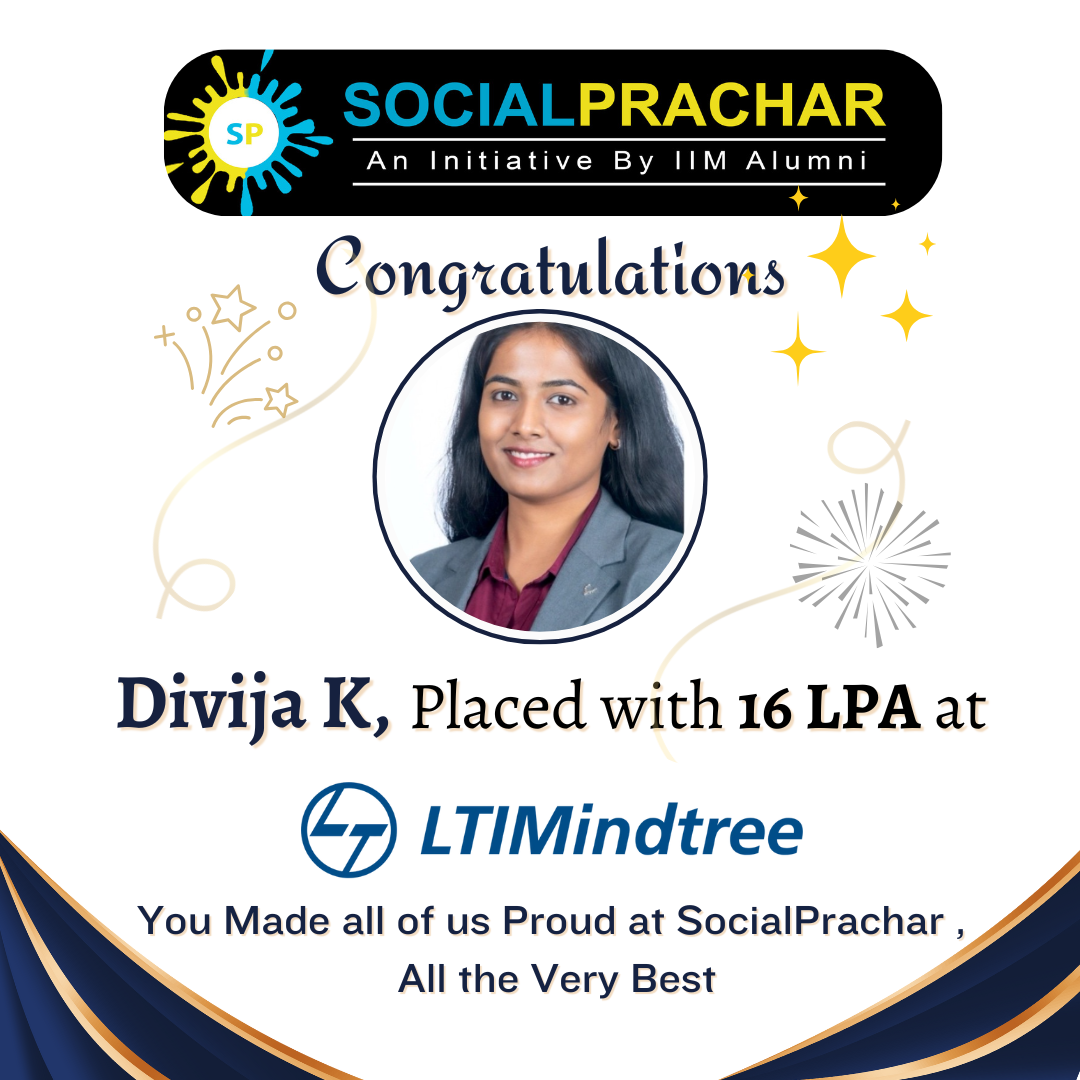 SP
SOCIALPRACHAR
An Initiative By IIM Alumni
Congratulations
Divija K, Placed with 16 LPA at
LT LTIMindtree
You Made all of us Proud at SocialPrachar ,
All the Very Best